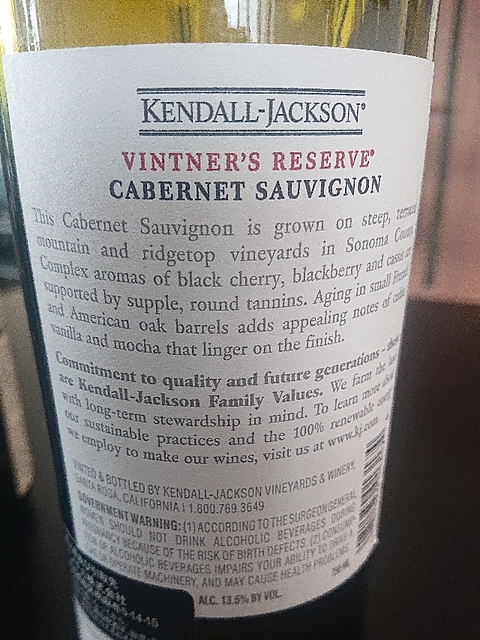 KENDALL-JACKSON®
VINTNER'S RESERVE®
CABERNET SAUVIGNON
This Cabernet Sauvignon is grown on steep,
mountain and ridgetop vineyards in Sonoma
Complex aromas of black cherry, blackberry and cassis
supported by supple, round tannins. Aging in small French
and American oak barrels adds appealing notes of
vanilla and mocha that linger on the finish.
Commitment to quality and future generations - these
are Kendall-Jackson Family Values. We farm the
with long-term stewardship in mind. To learn more about
our sustainable practices and the 100% renewable
we employ to make our wines, visit us at www.kj.com.
VINTED & BOTTLED BY KENDALL-JACKSON VINEYARDS & WINERY,
SANTA ROSA, CALIFORNIA | 1.800.769.3649
GOVERNMENT WARNING: (1) ACCORDING TO THE SURGEON GENERAL,
WOMEN SHOULD NOT DRINK ALCOHOLIC BEVERAGES DURING
PREGNANCY BECAUSE OF THE RISK OF BIRTH DEFECTS. (2) CONSUMP-
TION OF ALCOHOLIC BEVERAGES IMPAIRS YOUR ABILITY TO DRIVE A
OPERATE MACHINERY, AND MAY CAUSE HEALTH PROBLEMS.
750 ML
ALC. 13.5% BY VOL.